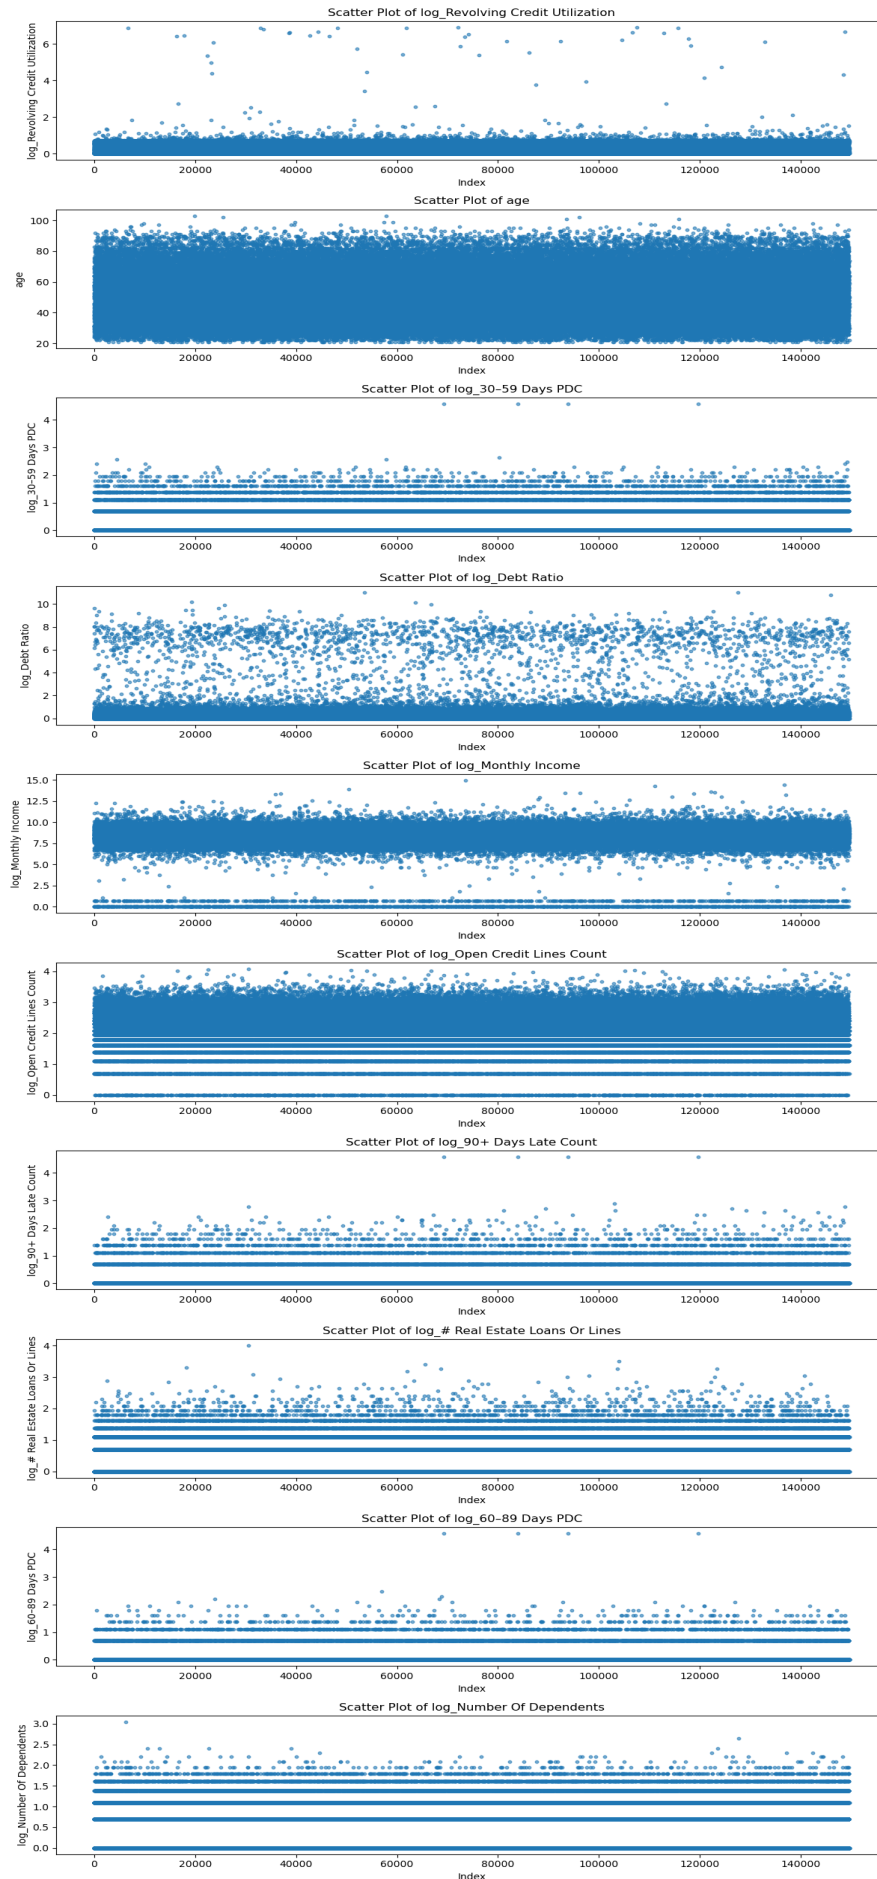 Scatter Plot of log_Revolving Credit Utilization
log_Revolving Credit Utilization
6
4
2
0
0 20000 40000 60000 80000 100000 120000 140000
Index
Scatter Plot of age
age
100
80
60
40
20
0 20000 40000 60000 80000 100000 120000 140000
Index
Scatter Plot of log_30–59 Days PDC
log_30–59 Days PDC
4
3
2
1
0
0 20000 40000 60000 80000 100000 120000 140000
Index
Scatter Plot of log_Debt Ratio
log_Debt Ratio
10
8
6
4
2
0
0 20000 40000 60000 80000 100000 120000 140000
Index
Scatter Plot of log_Monthly Income
log_Monthly Income
15.0
12.5
10.0
7.5
5.0
2.5
0.0
0 20000 40000 60000 80000 100000 120000 140000
Index
Scatter Plot of log_Open Credit Lines Count
log_Open Credit Lines Count
4
3
2
1
0
0 20000 40000 60000 80000 100000 120000 140000
Index
Scatter Plot of log_90+ Days Late Count
log_90+ Days Late Count
4
3
2
1
0
0 20000 40000 60000 80000 100000 120000 140000
Index
Scatter Plot of log_# Real Estate Loans Or Lines
log_# Real Estate Loans Or Lines
4
3
2
1
0
0 20000 40000 60000 80000 100000 120000 140000
Index
Scatter Plot of log_60–89 Days PDC
log_60–89 Days PDC
4
3
2
1
0
0 20000 40000 60000 80000 100000 120000 140000
Index
Scatter Plot of log_Number Of Dependents
log_Number Of Dependents
3.0
2.5
2.0
1.5
1.0
0.5
0.0
0 20000 40000 60000 80000 100000 120000 140000
Index